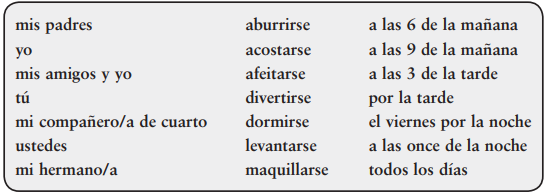 mis padres aburrirse a las 6 de la mañana
yo acostarse a las 9 de la mañana
mis amigos y yo afeitarse a las 3 de la tarde
tú divertirse por la tarde
mi compañero/a de cuarto dormirse el viernes por la noche
ustedes levantarse a las once de la noche
mi hermano/a maquillarse todos los días